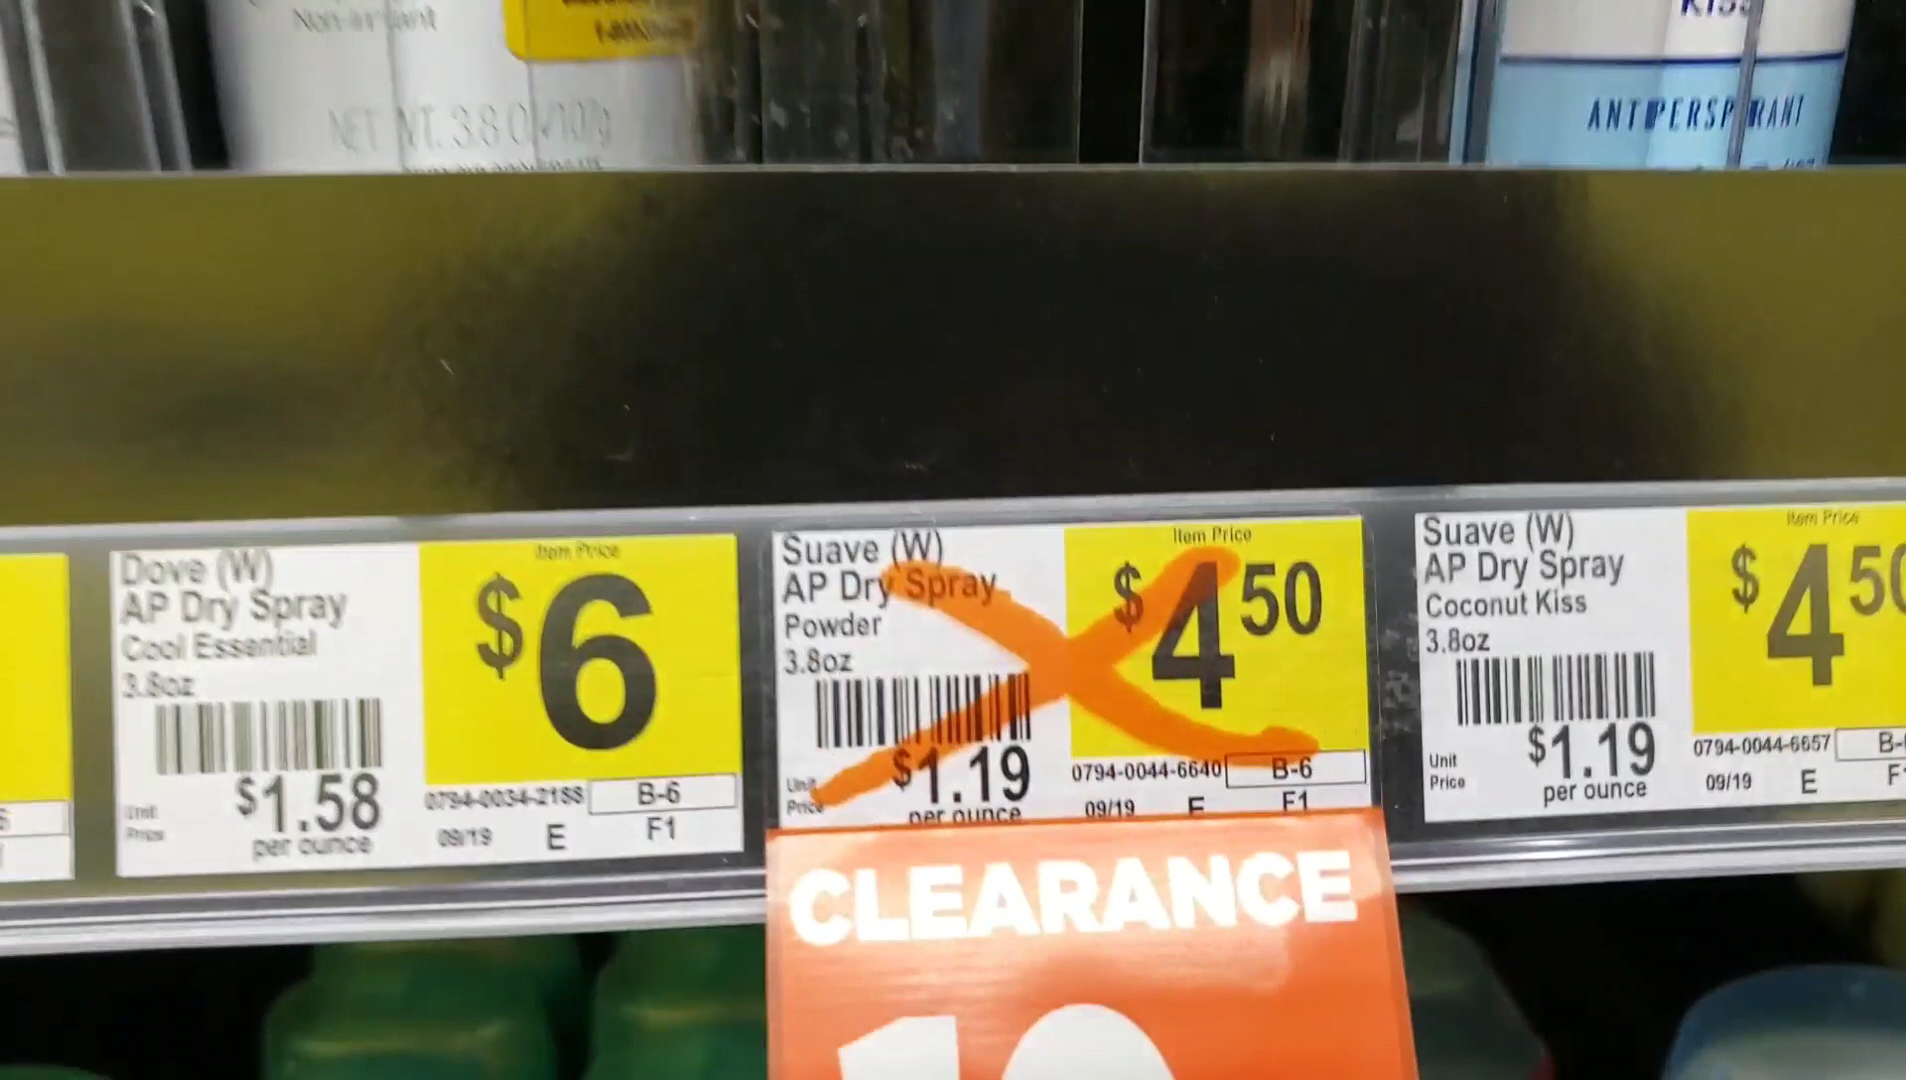 NET WT. 3.8 O
ANTIPERSPIRANT
Dove (W)
AP Dry Spray
Cool Essential
3.8oz
Item Price
$6
Unit
Price
$1.58
per ounce
0794-0034-2188
B-6
09/19
E
F1
Suave (W)
AP Dry Spray
Powder
3.8oz
Item Price
$4 50
Unit
Price
$1.19
per ounce
0794-0044-6640
B-6
09/19
E
F1
CLEARANCE
Suave (W)
AP Dry Spray
Coconut Kiss
3.8oz
Item Price
$4 50
Unit
Price
$1.19
per ounce
0794-0044-6657
B-
09/19
E
F